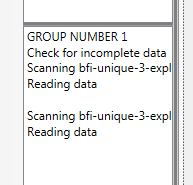 GROUP NUMBER 1
Check for incomplete data
Scanning bfi-unique-3-expl
Reading data
Scanning bfi-unique-3-expl
Reading data